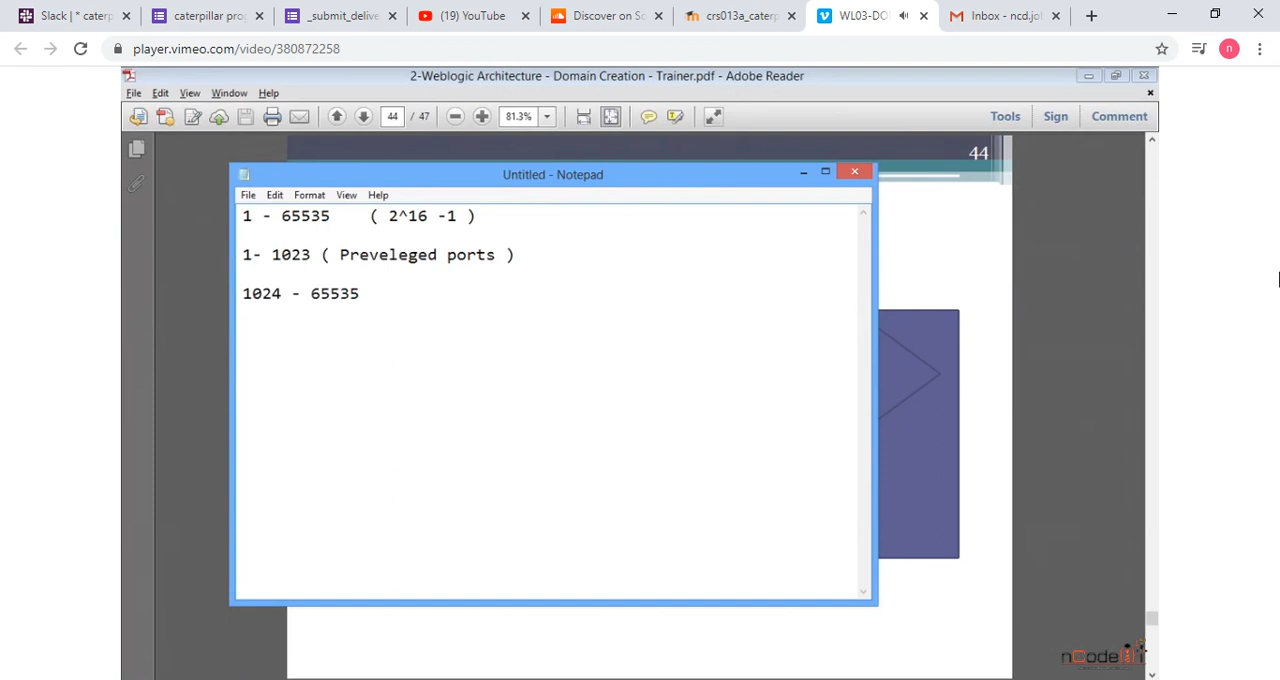 Slack | * caterp
caterpillar prog
_submit_delive
(19) YouTube
Discover on So
crs013a_caterp
WL03-DO
Inbox - ncd.jol
player.vimeo.com/video/380872258
n
2-Weblogic Architecture - Domain Creation - Trainer.pdf - Adobe Reader
File Edit View Window Help
44 / 47
81.3%
Tools Sign Comment
44
Untitled - Notepad
File Edit Format View Help
1 - 65535 ( 2^16 -1 )
1- 1023 ( Preveleged ports )
1024 - 65535
nCode